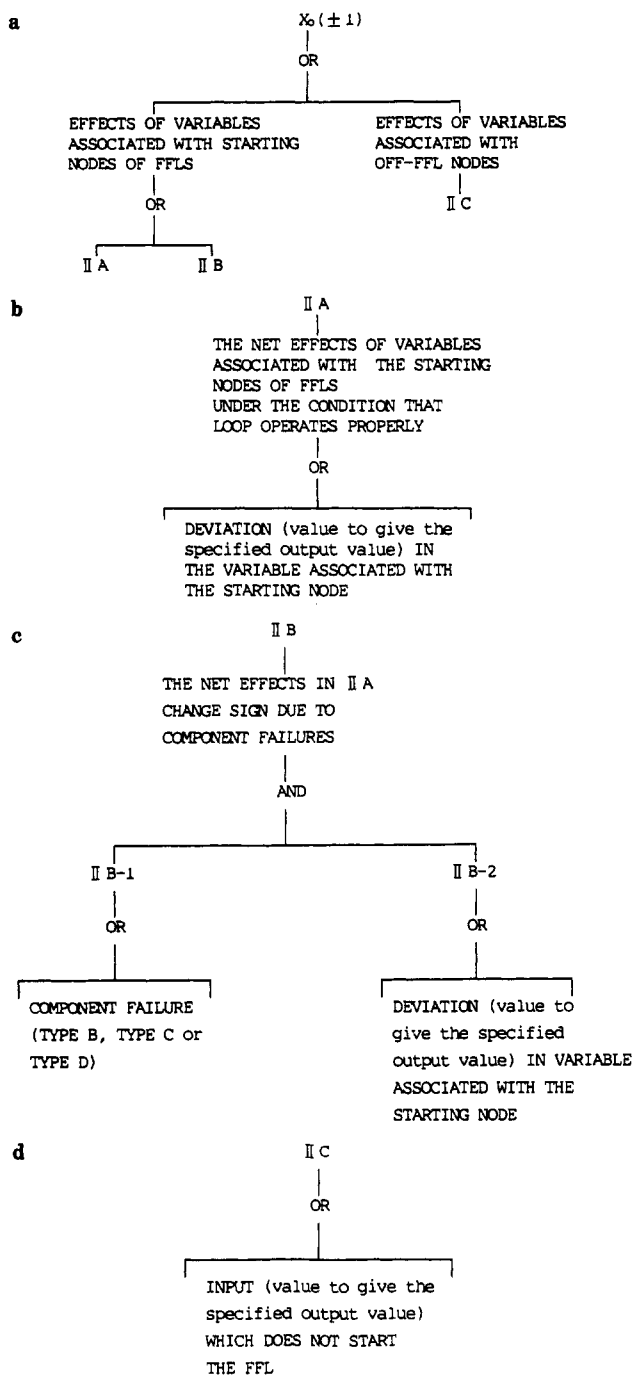 a
X₀(±1)
OR
EFFECTS OF VARIABLES
ASSOCIATED WITH STARTING
NODES OF FFLS
EFFECTS OF VARIABLES
ASSOCIATED WITH
OFF-FFL NODES
OR
II C
II A
II B
b
II A
THE NET EFFECTS OF VARIABLES
ASSOCIATED WITH THE STARTING
NODES OF FFLS
UNDER THE CONDITION THAT
LOOP OPERATES PROPERLY
OR
DEVIATION (value to give the
specified output value) IN
THE VARIABLE ASSOCIATED WITH
THE STARTING NODE
c
II B
THE NET EFFECTS IN II A
CHANGE SIGN DUE TO
COMPONENT FAILURES
AND
II B-1
II B-2
OR
OR
COMPONENT FAILURE
(TYPE B, TYPE C or
TYPE D)
DEVIATION (value to
give the specified
output value) IN VARIABLE
ASSOCIATED WITH THE
STARTING NODE
d
II C
OR
INPUT (value to give the
specified output value)
WHICH DOES NOT START
THE FFL